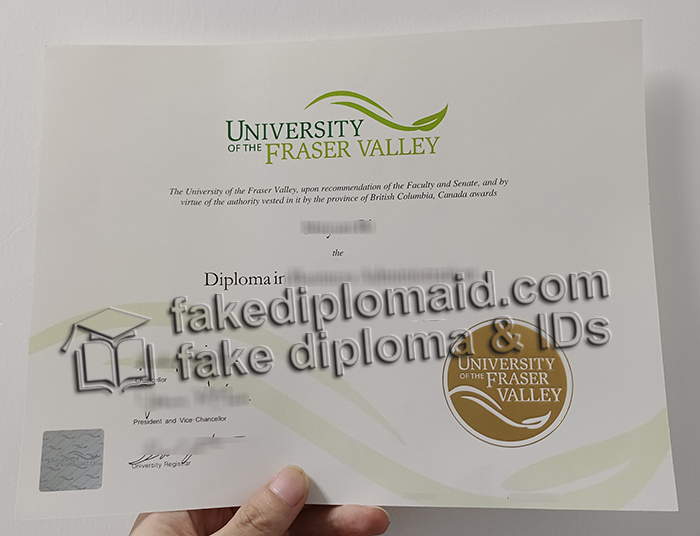 UNIVERSITY
OF THE FRASER VALLEY
The University of the Fraser Valley, upon recommendation of the Faculty and Senate, and by
virtue of the authority vested in it by the province of British Columbia, Canada awards
the
Diploma in
fakediplomaid.com
fake diploma & IDs
UNIVERSITY
OF THE FRASER
VALLEY
President and Vice Chancellor
University Registrar